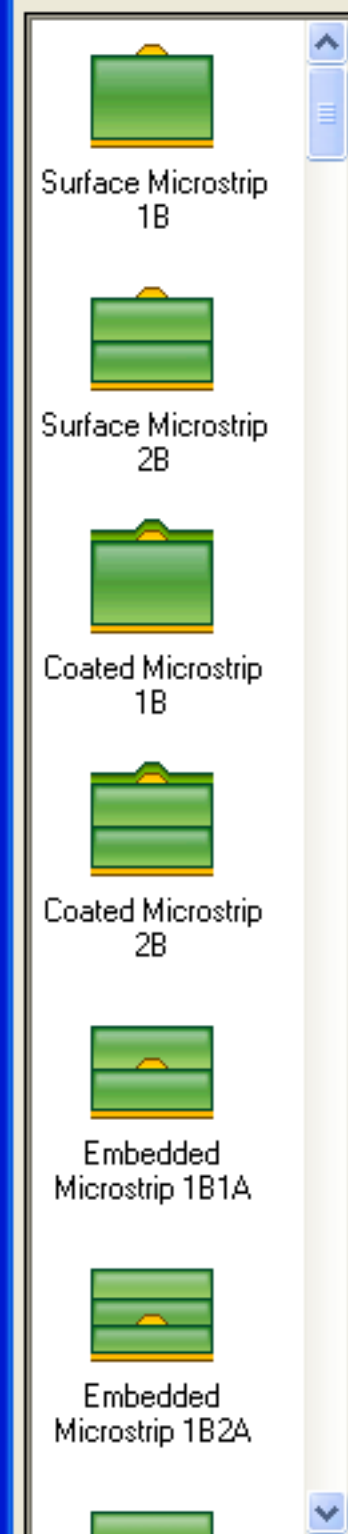 Surface Microstrip
1B
Surface Microstrip
2B
Coated Microstrip
1B
Coated Microstrip
2B
Embedded
Microstrip 1B1A
Embedded
Microstrip 1B2A